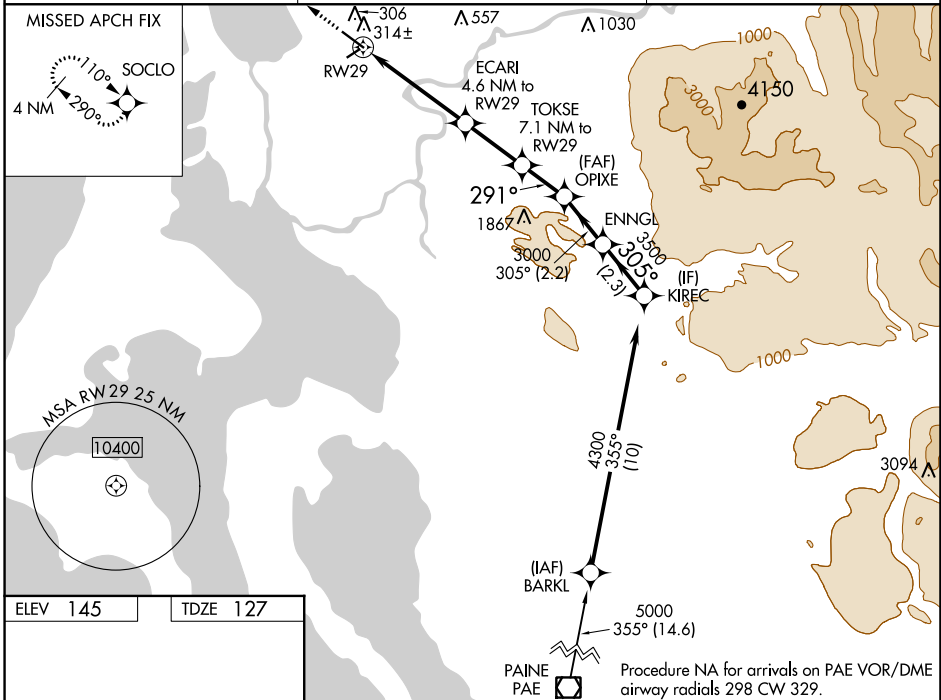 MISSED APCH FIX
SOCLO
110°
290°
4 NM
306
314±
557
1030
RW29
ECARI
4.6 NM to
RW29
TOKSE
7.1 NM to
RW29
(FAF)
OPIXE
291°
1867
ENNGL
3000
305° (2.2)
3500
305°
(2.3)
(IF)
KIREC
1000
3000
4150
1000
MSA RW 29 25 NM
10400
4300
355°
(10)
3094
(IAF)
BARKL
5000
355° (14.6)
PAINE
PAE
Procedure NA for arrivals on PAE VOR/DME
airway radials 298 CW 329.
ELEV 145
TDZE 127